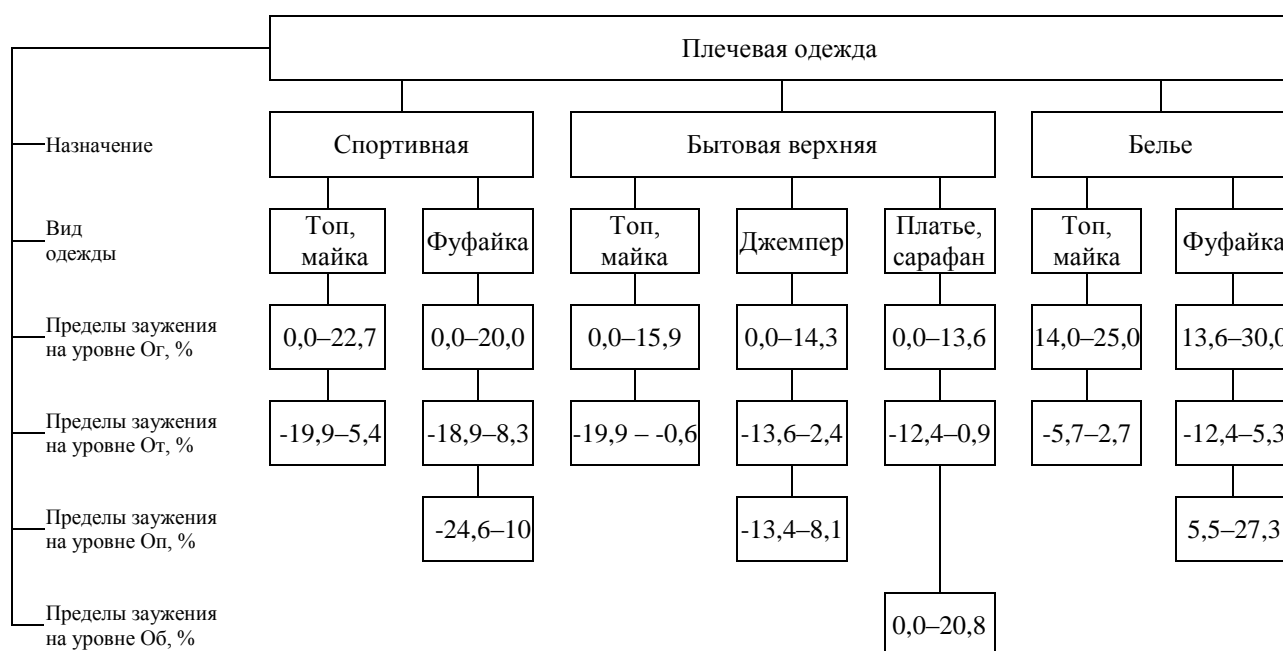 Плечевая одежда
Назначение
Спортивная
Бытовая верхняя
Белье
Вид
одежды
Топ,
майка
Фуфайка
Топ,
майка
Джемпер
Платье,
сарафан
Топ,
майка
Фуфайка
Пределы заужения
на уровне Ог, %
0,0–22,7
0,0–20,0
0,0–15,9
0,0–14,3
0,0–13,6
14,0–25,0
13,6–30,0
Пределы заужения
на уровне От, %
-19,9–5,4
-18,9–8,3
-19,9 – -0,6
-13,6–2,4
-12,4–0,9
-5,7–2,7
-12,4–5,3
Пределы заужения
на уровне Оп, %
-24,6–10
-13,4–8,1
5,5–27,3
Пределы заужения
на уровне Об, %
0,0–20,8